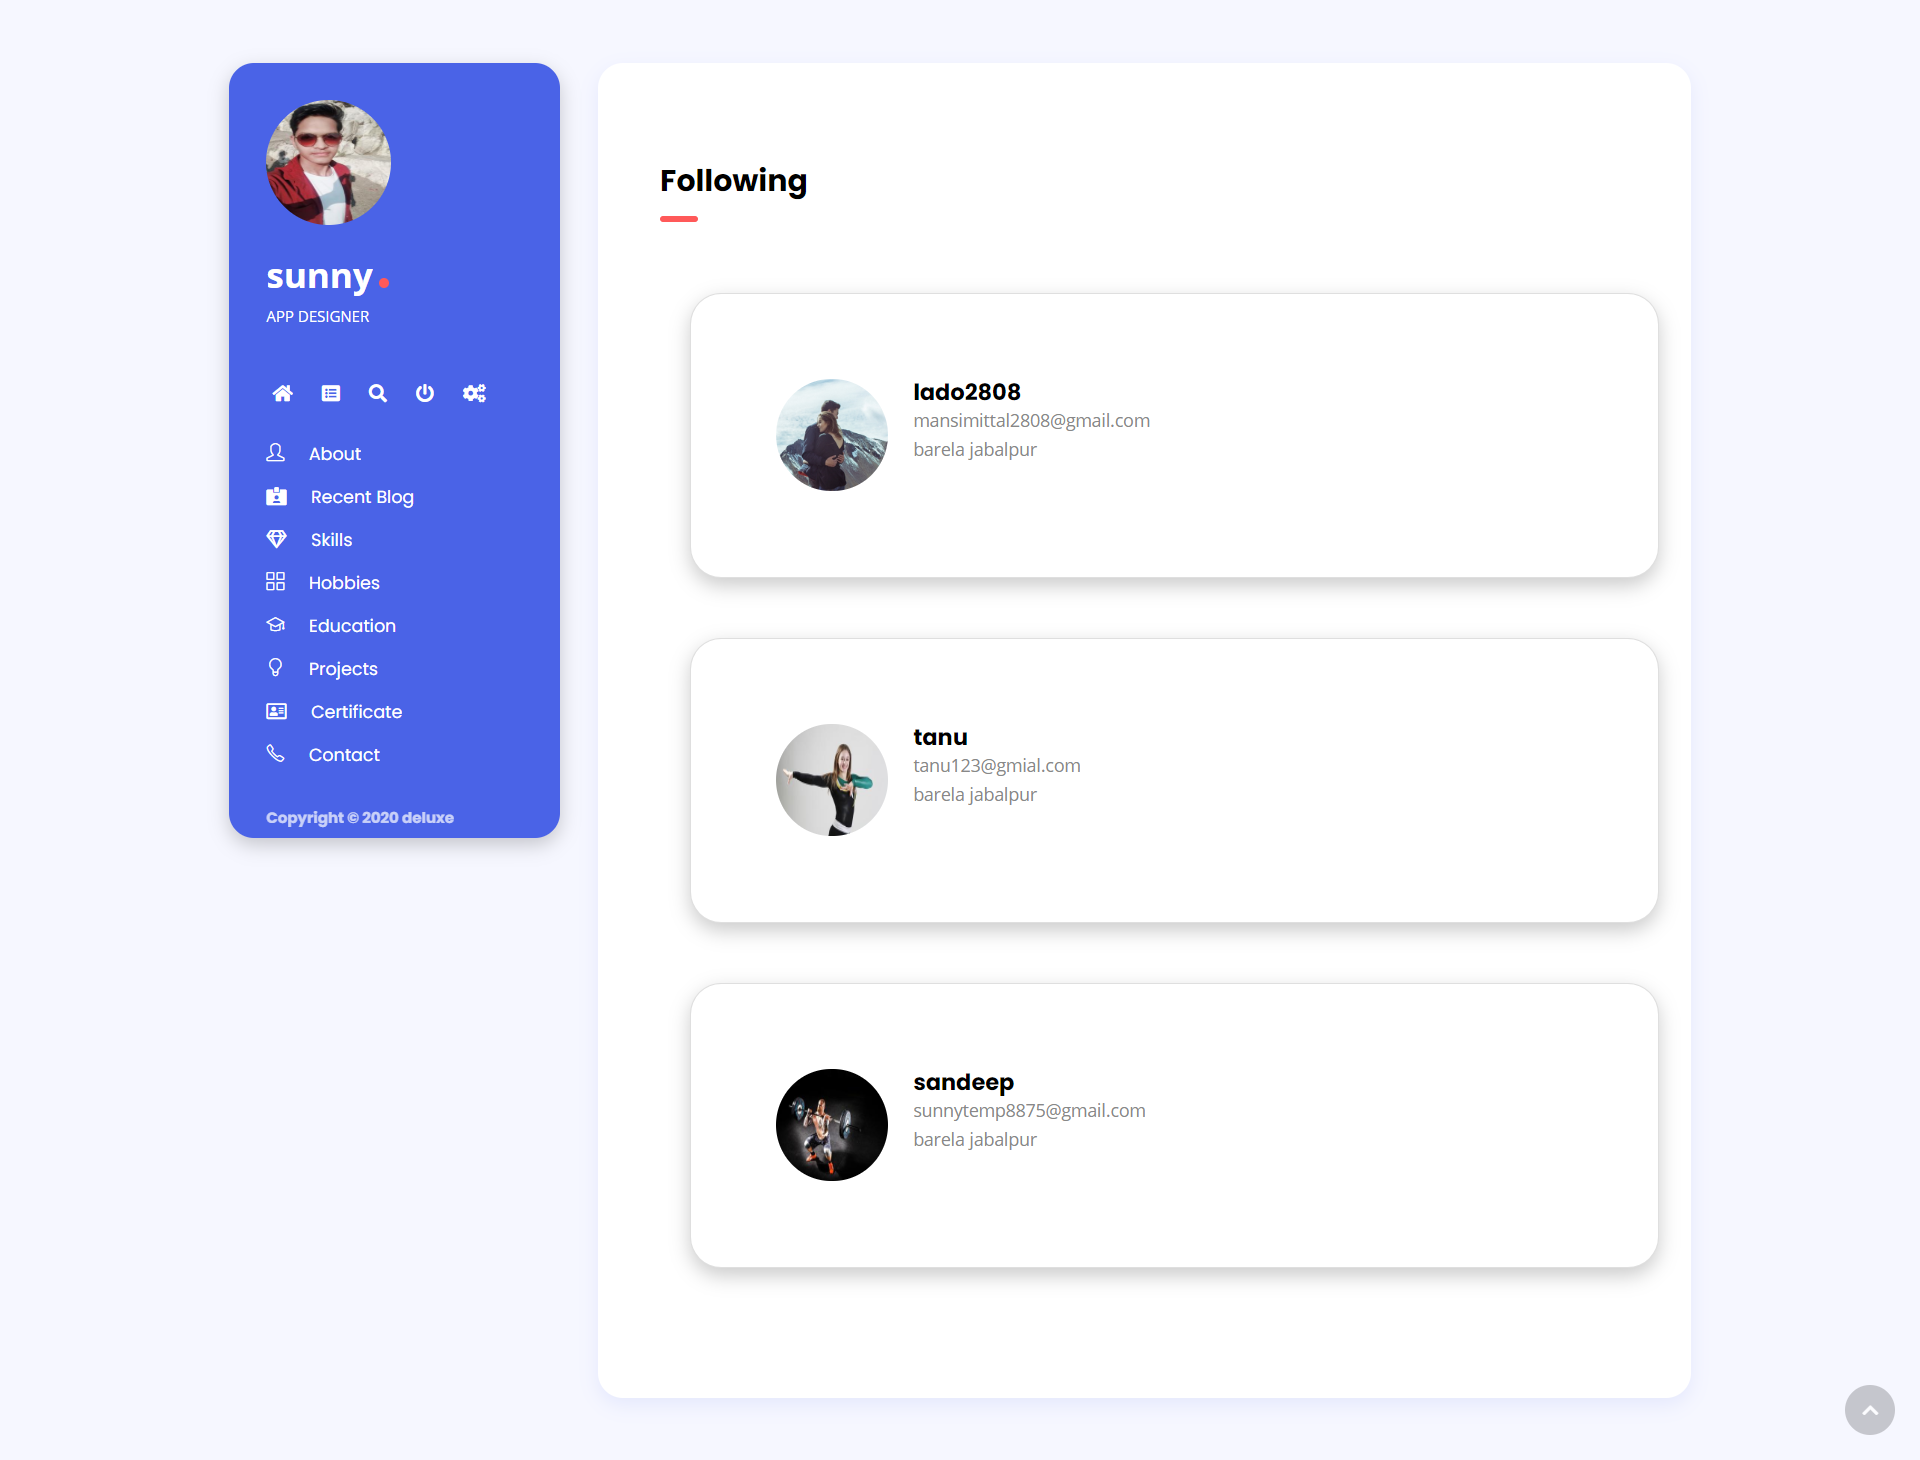 sunny.
APP DESIGNER
About
Recent Blog
Skills
Hobbies
Education
Projects
Certificate
Contact
Copyright © 2020 deluxe
Following
lado2808
mansimittal2808@gmail.com
barela jabalpur
tanu
tanu123@gmial.com
barela jabalpur
sandeep
sunnytemp8875@gmail.com
barela jabalpur